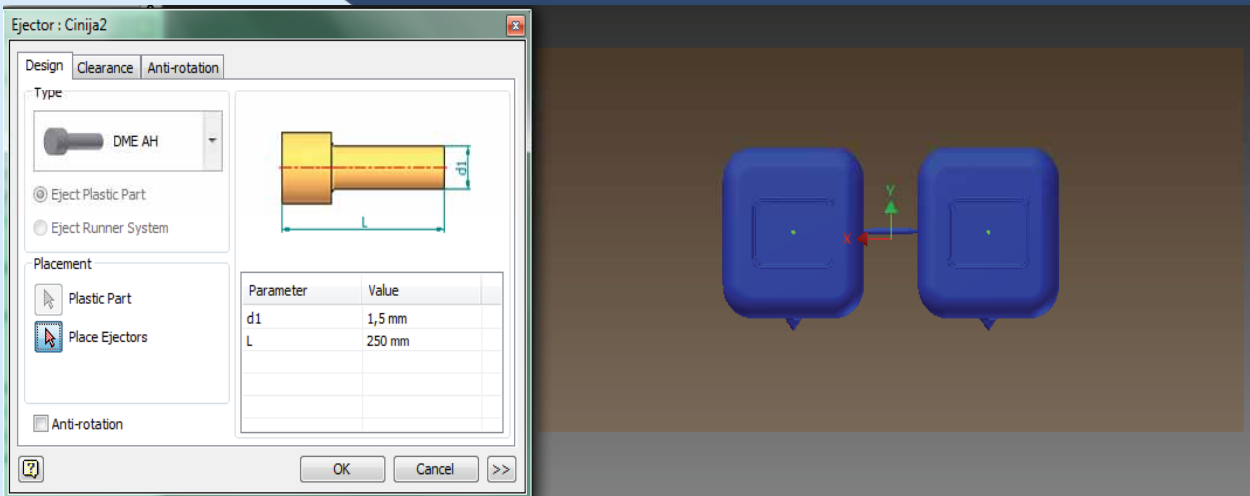 Ejector : Cinija2
Design Clearance Anti-rotation
Type
DME AH
Eject Plastic Part
Eject Runner System
Placement
Plastic Part
Place Ejectors
Anti-rotation
d1
L
Parameter Value
d1 1,5 mm
L 250 mm
OK Cancel >>
Y
X